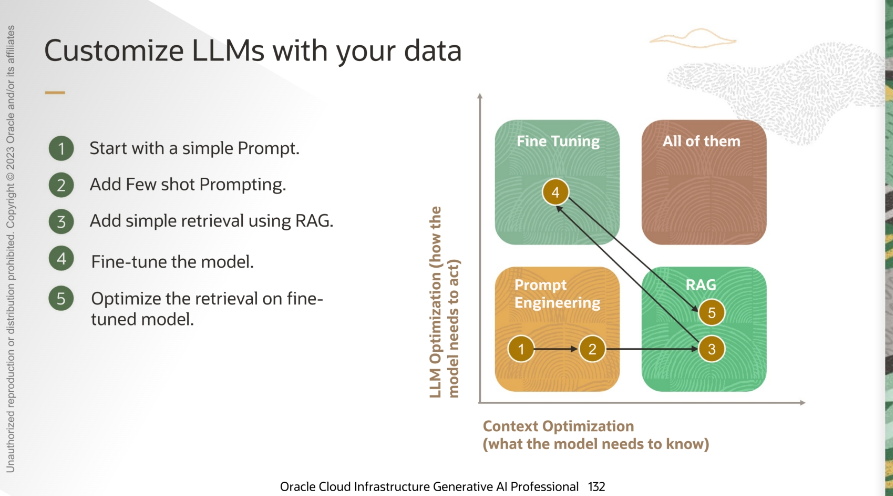 Customize LLMs with your data
1 Start with a simple Prompt.
2 Add Few shot Prompting.
3 Add simple retrieval using RAG.
4 Fine-tune the model.
5 Optimize the retrieval on fine-
tuned model.
LLM Optimization (how the
model needs to act)
Fine Tuning
4
All of them
Prompt
Engineering
1
2
RAG
5
3
Context Optimization
(what the model needs to know)
Unauthorized reproduction or distribution prohibited. Copyright © 2023 Oracle and/or its affiliates
Oracle Cloud Infrastructure Generative AI Professional 132